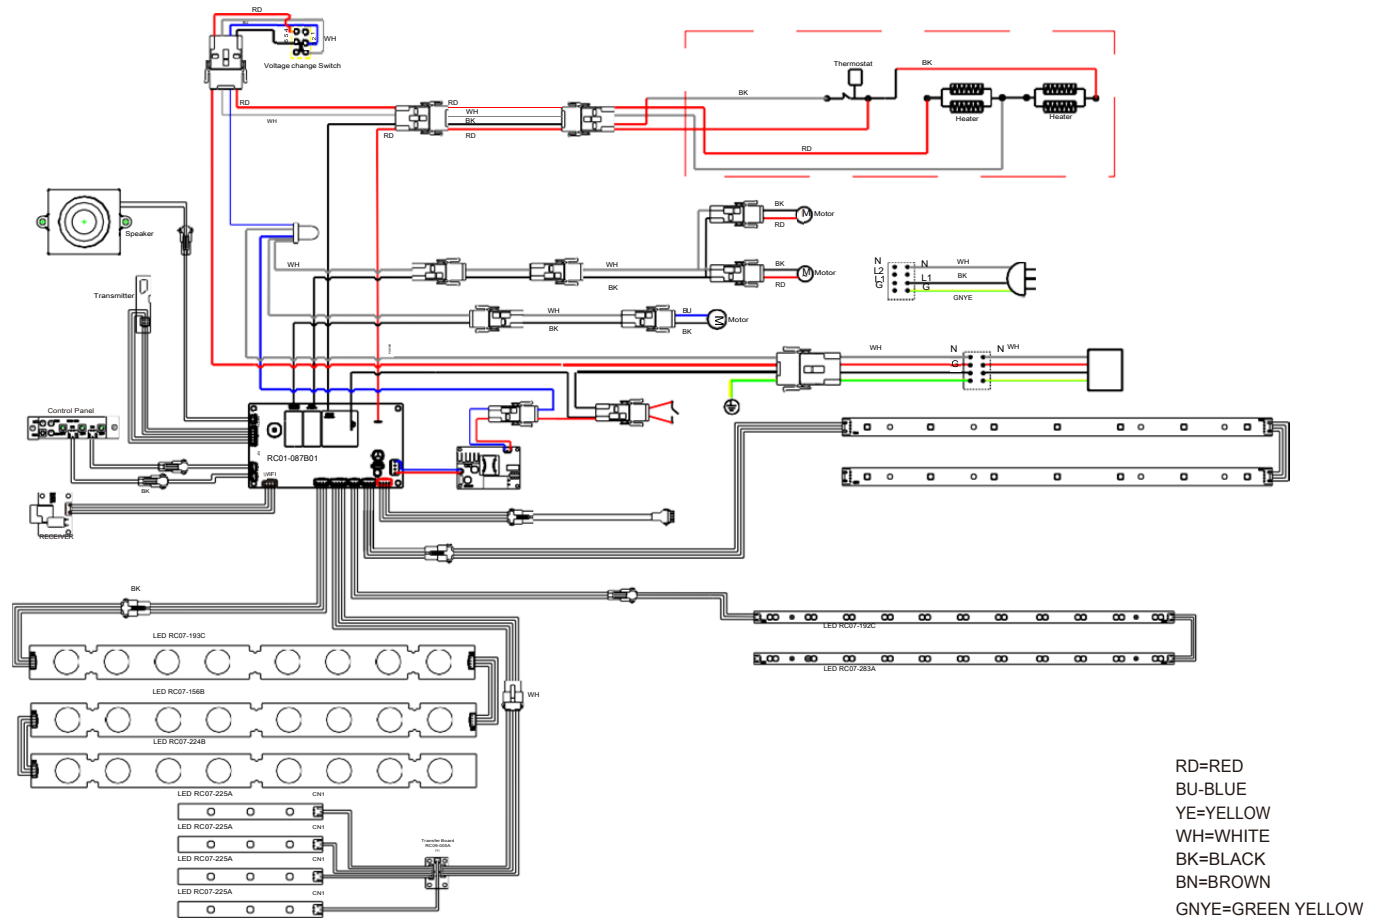 RD
BU
WH
Voltage change Switch
RD
WH
RD
WH
BK
RD
RD
BK
Thermostat
BK
Heater
Heater
RD
Speaker
BK
M Motor
RD
WH
WH
BK
BK
M Motor
RD
Transmitter
WH
BK
BU
BK
M Motor
N
L2
L1
G
N
L1
G
WH
BK
GNYE
WH
N
G
N WH
Control Panel
RC01-087B01
WIFI
BK
RECEIVER
BK
LED RC07-193C
LED RC07-156B
WH
LED RC07-224B
LED RC07-192C
LED RC07-283A
LED RC07-225A CN1
LED RC07-225A CN1
LED RC07-225A CN1
LED RC07-225A CN1
Transfer Board
RC09-005A
RD=RED
BU-BLUE
YE=YELLOW
WH=WHITE
BK=BLACK
BN=BROWN
GNYE=GREEN YELLOW